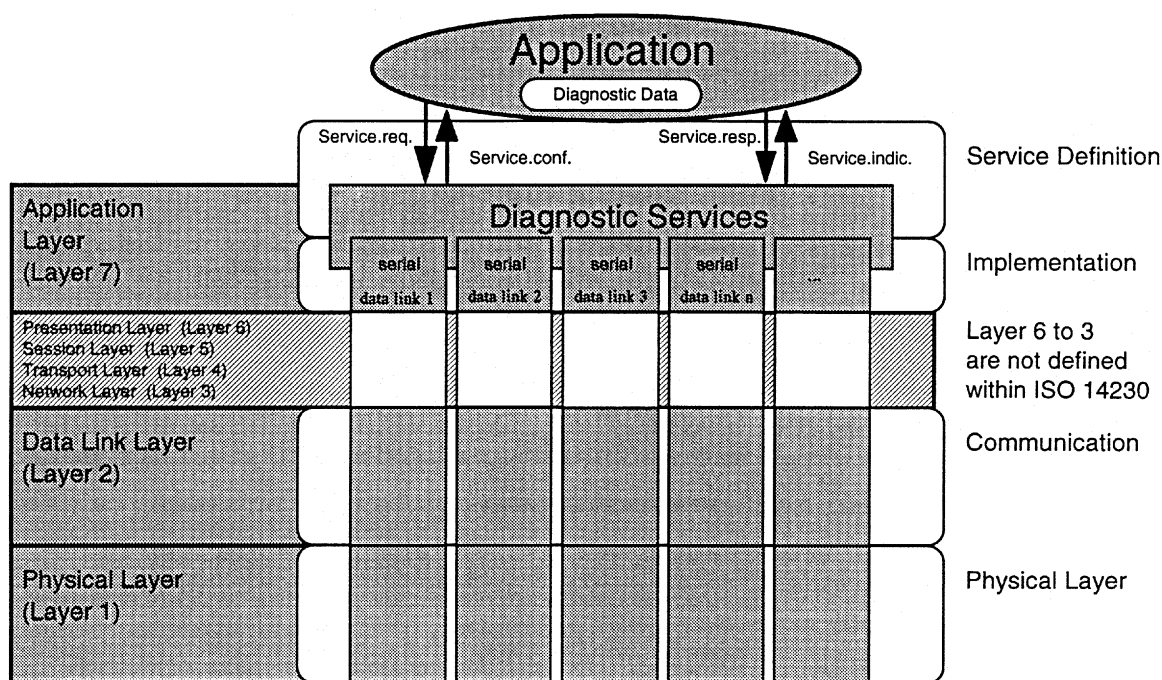 Application
Diagnostic Data
Service.req.
Service.conf.
Service.resp.
Service.indic.
Service Definition
Application
Layer
(Layer 7)
Diagnostic Services
serial
data link 1
serial
data link 2
serial
data link 3
serial
data link n
...
Implementation
Presentation Layer (Layer 6)
Session Layer (Layer 5)
Transport Layer (Layer 4)
Network Layer (Layer 3)
Layer 6 to 3
are not defined
within ISO 14230
Data Link Layer
(Layer 2)
Communication
Physical Layer
(Layer 1)
Physical Layer